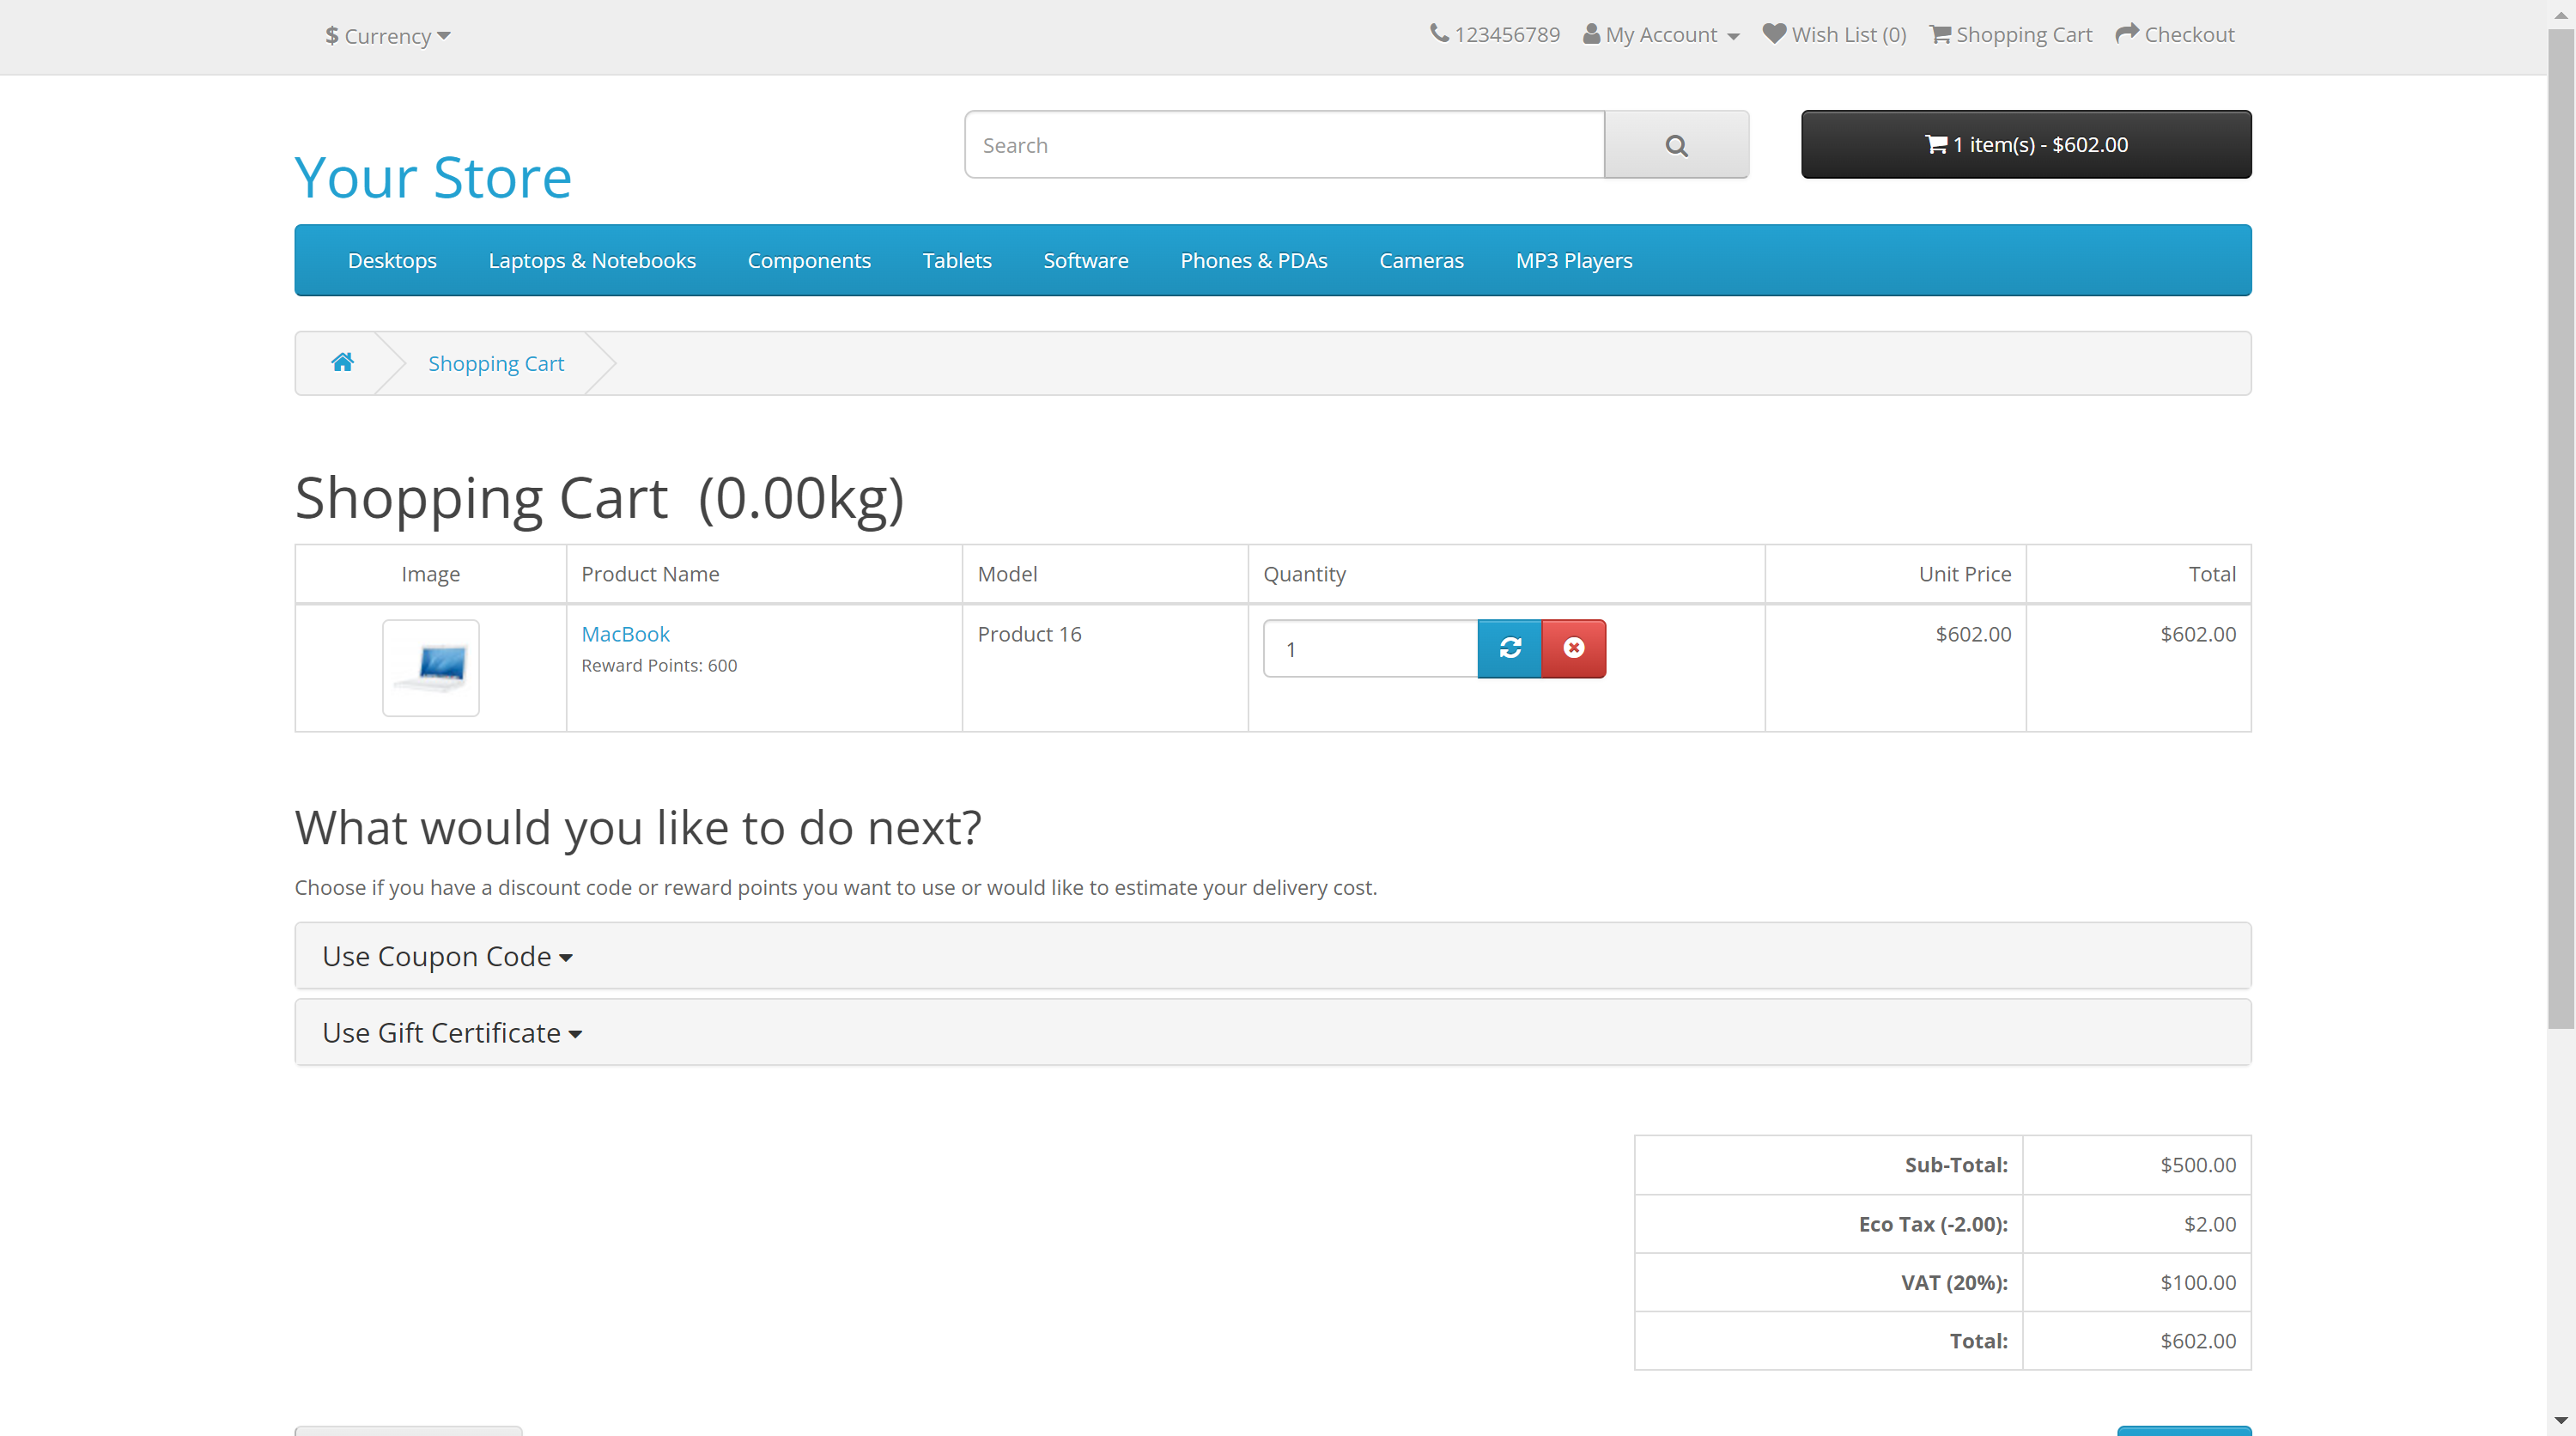 $ Currency
123456789 My Account Wish List (0) Shopping Cart Checkout
Your Store
Search
1 item(s) - $602.00
Desktops Laptops & Notebooks Components Tablets Software Phones & PDAs Cameras MP3 Players
Shopping Cart
Shopping Cart (0.00kg)
Image Product Name Model Quantity Unit Price Total
MacBook Product 16 1 $602.00 $602.00
Reward Points: 600
What would you like to do next?
Choose if you have a discount code or reward points you want to use or would like to estimate your delivery cost.
Use Coupon Code
Use Gift Certificate
Sub-Total: $500.00
Eco Tax (-2.00): $2.00
VAT (20%): $100.00
Total: $602.00